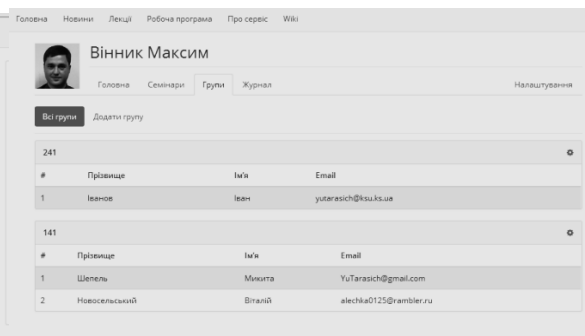 Головна Новини Лекції Робоча програма Про сервіс Wiki
Вінник Максим
Головна Семінари Групи Журнал Налаштування
Всі групи Додати групу
241
# Прізвище Ім'я Email
1 Іванов Іван yutarasich@ksu.ks.ua
141
# Прізвище Ім'я Email
1 Шепель Микита YuTarasich@gmail.com
2 Новосельський Віталій alechka0125@rambler.ru